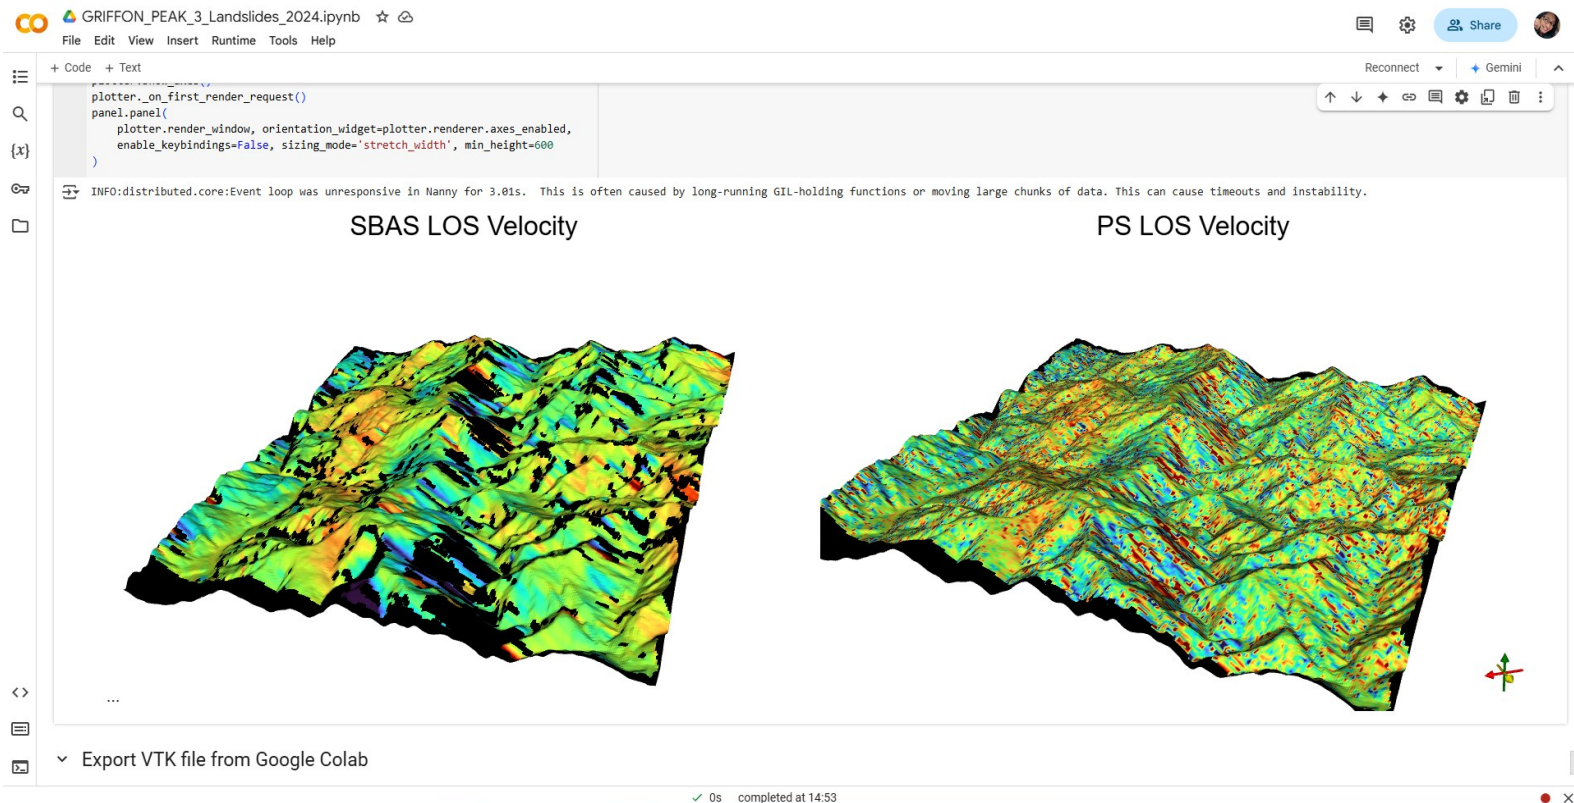 GRIFFON_PEAK_3_Landslides_2024.ipynb
File Edit View Insert Runtime Tools Help
Share
+ Code + Text
Reconnect
Gemini
plotter._on_first_render_request()
panel.panel(
plotter.render_window, orientation_widget=plotter.renderer.axes_enabled,
enable_keybindings=False, sizing_mode='stretch_width', min_height=600
)
{x}
INFO:distributed.core:Event loop was unresponsive in Nanny for 3.01s.  This is often caused by long-running GIL-holding functions or moving large chunks of data. This can cause timeouts and instability.
SBAS LOS Velocity
PS LOS Velocity
...
Export VTK file from Google Colab
0s completed at 14:53